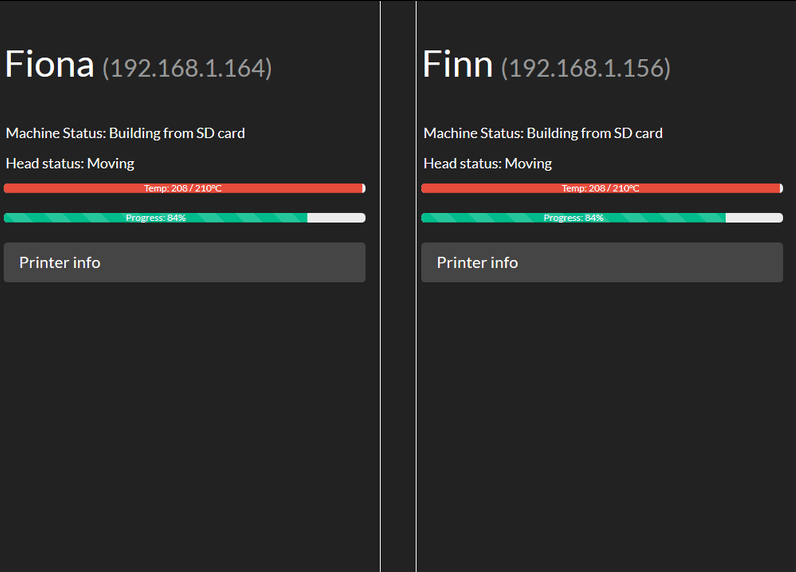 Fiona (192.168.1.164)
Machine Status: Building from SD card
Head status: Moving
Temp: 208 / 210°C
Progress: 84%
Printer info
Finn (192.168.1.156)
Machine Status: Building from SD card
Head status: Moving
Temp: 208 / 210°C
Progress: 84%
Printer info